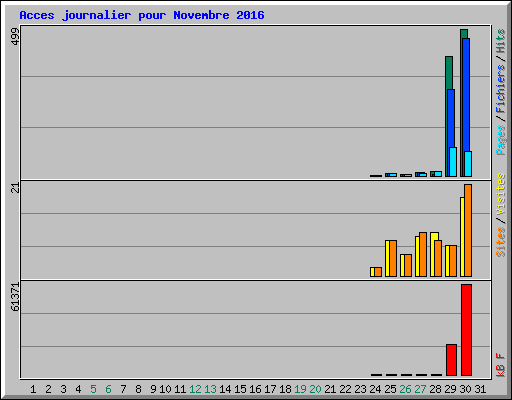 Acces journalier pour Novembre 2016
499
21
61371
Pages/Fichiers/Hits
Sites/Visites
kB F
1 2 3 4 5 6 7 8 9 10 11 12 13 14 15 16 17 18 19 20 21 22 23 24 25 26 27 28 29 30 31